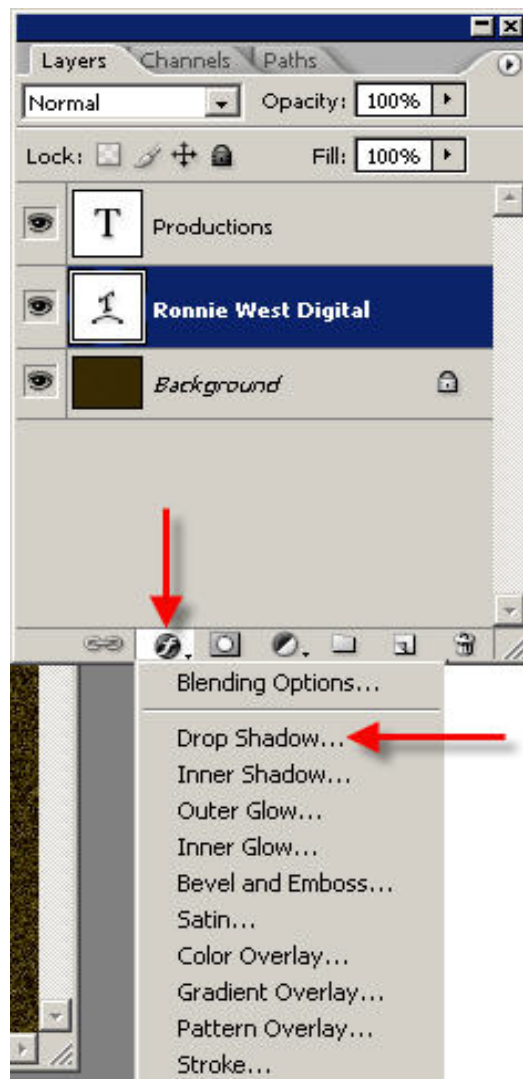 Layers Channels Paths
Normal Opacity: 100%
Lock: Fill: 100%
T Productions
T Ronnie West Digital
Background
Blending Options...
Drop Shadow...
Inner Shadow...
Outer Glow...
Inner Glow...
Bevel and Emboss...
Satin...
Color Overlay...
Gradient Overlay...
Pattern Overlay...
Stroke...